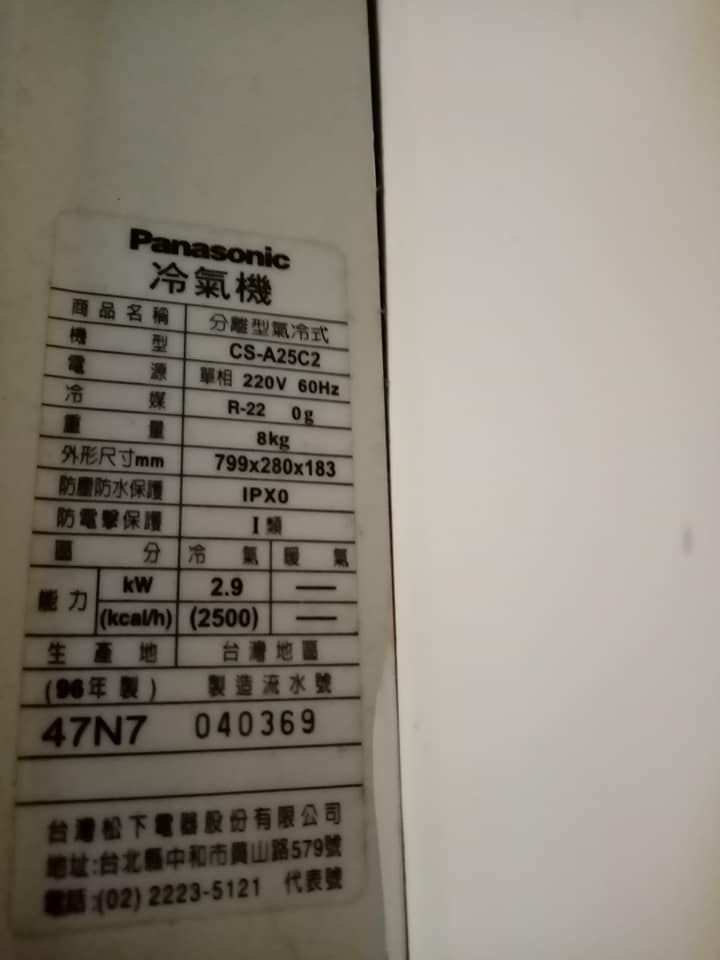 Panasonic
冷氣機
商品名稱 分離型氣冷式
機型 CS-A25C2
電源 單相 220V 60Hz
冷媒 R-22 0g
重量 8kg
外形尺寸mm 799x280x183
防塵防水保護 IPX0
防電擊保護 I類
區分 冷氣 暖氣
能力 kW 2.9 —
(kcal/h) (2500) —
生產地 台灣地區
(96年製) 製造流水號
47N7 040369
台灣松下電器股份有限公司
地址:台北縣中和市員山路579號
電話:(02) 2223-5121 代表號